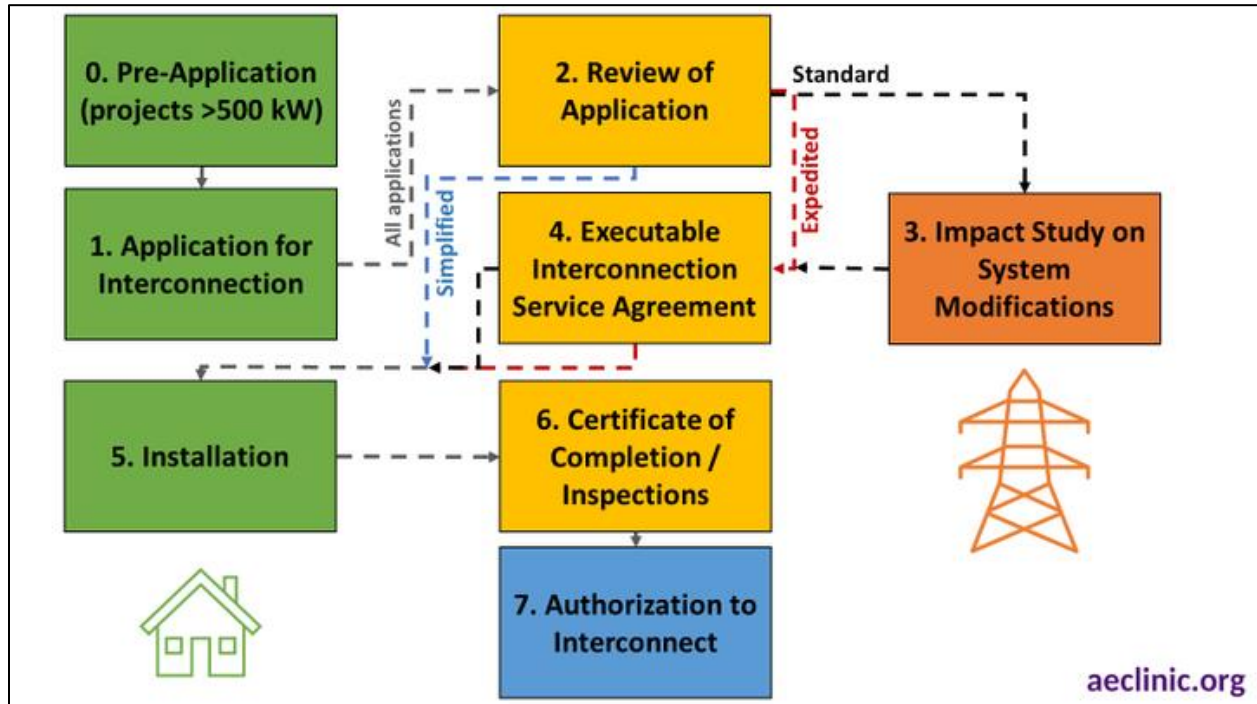 0. Pre-Application
(projects >500 kW)
1. Application for
Interconnection
All applications
2. Review of
Application
Standard
Expedited
Simplified
3. Impact Study on
System
Modifications
4. Executable
Interconnection
Service Agreement
5. Installation
6. Certificate of
Completion /
Inspections
7. Authorization to
Interconnect
aeclinic.org